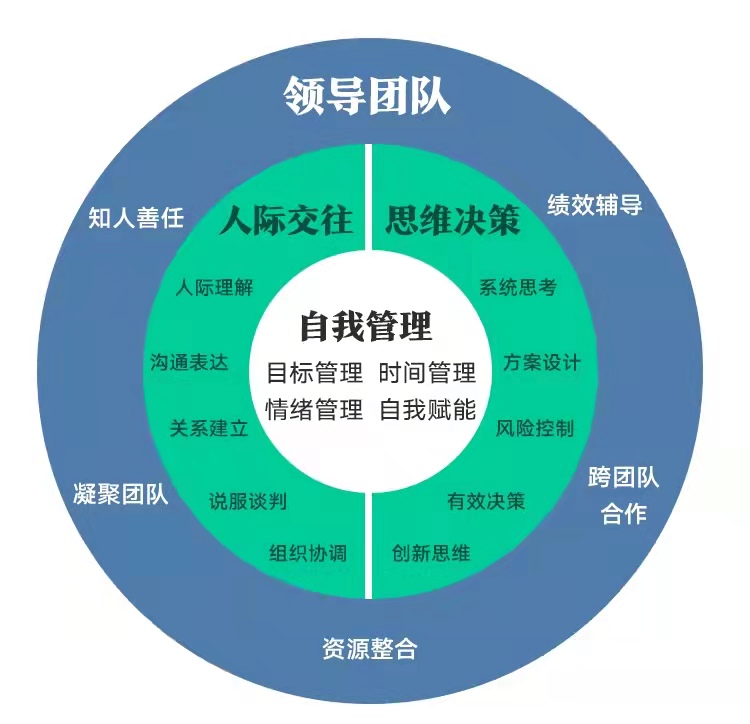 领导团队
知人善任
绩效辅导
人际交往
思维决策
人际理解
系统思考
自我管理
沟通表达
目标管理 时间管理
方案设计
情绪管理 自我赋能
关系建立
风险控制
凝聚团队
跨团队
合作
说服谈判
有效决策
组织协调
创新思维
资源整合